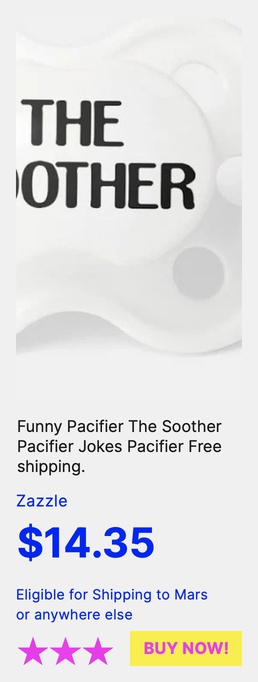 THE
OOTHER
Funny Pacifier The Soother
Pacifier Jokes Pacifier Free
shipping.
Zazzle
$14.35
Eligible for Shipping to Mars
or anywhere else
BUY NOW!